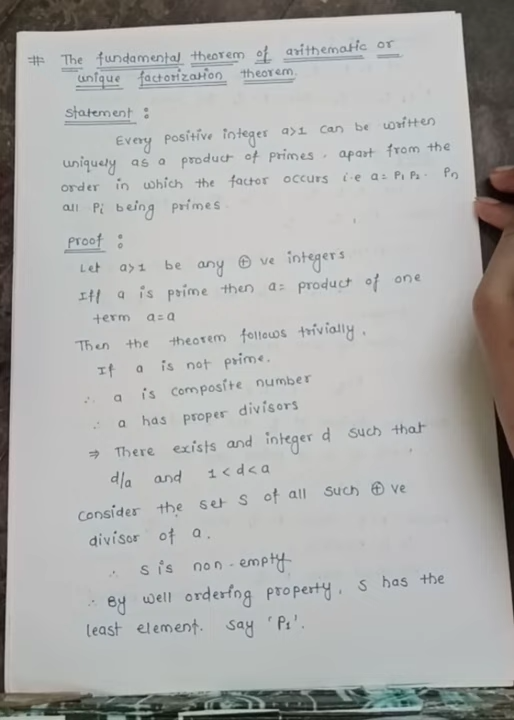 # The fundamental theorem of arithematic or
unique factorization theorem.
Statement :
Every positive integer a>1 can be written
uniquely as a product of primes. apart from the
order in which the factor occurs i.e a= P₁ P₂. Pn
all Pi being primes.
Proof :
Let a>1 be any ⊕ ve integers
Iff a is prime then a= product of one
term a=a
Then the theorem follows trivially.
If a is not prime.
∴ a is composite number
∴ a has proper divisors
⇒ There exists and integer d such that
d/a and 1<d<a
Consider the set S of all such ⊕ ve
divisor of a.
∴ S is non-empty
∴ By well ordering property, S has the
least element. say 'P₁'.